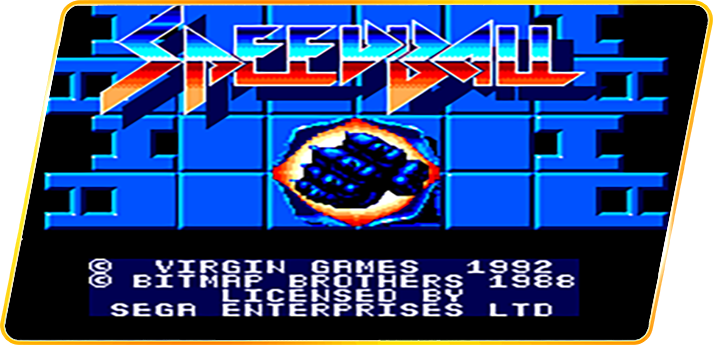 SPEEDBALL
© VIRGIN GAMES 1992
© BITMAP BROTHERS 1988
LICENSED BY
SEGA ENTERPRISES LTD